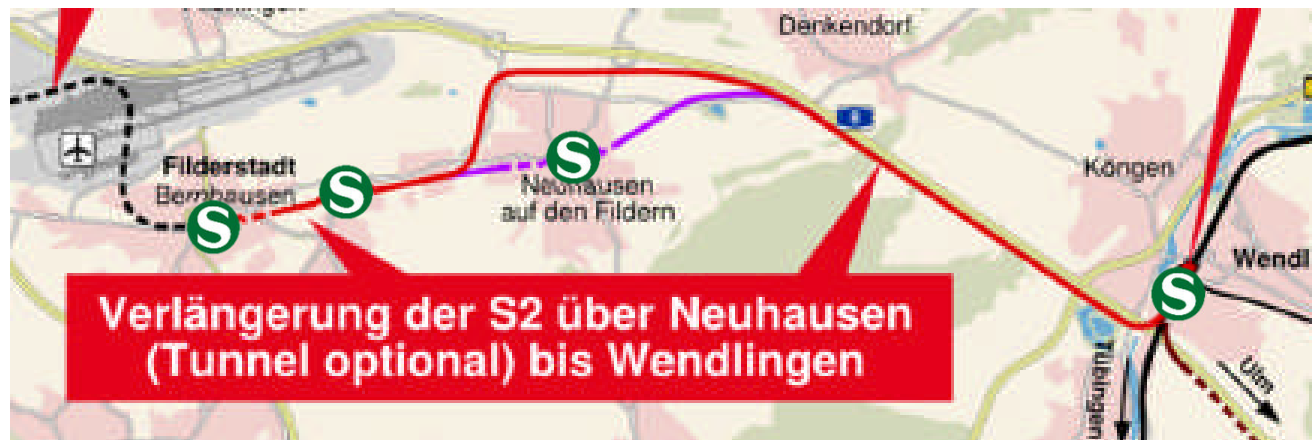 Denkendorf
Filderstadt
Bernhausen
Neuhausen
auf den Fildern
Köngen
Wendl
S
S
S
S
Verlängerung der S2 über Neuhausen
(Tunnel optional) bis Wendlingen
Tübingen
Ulm